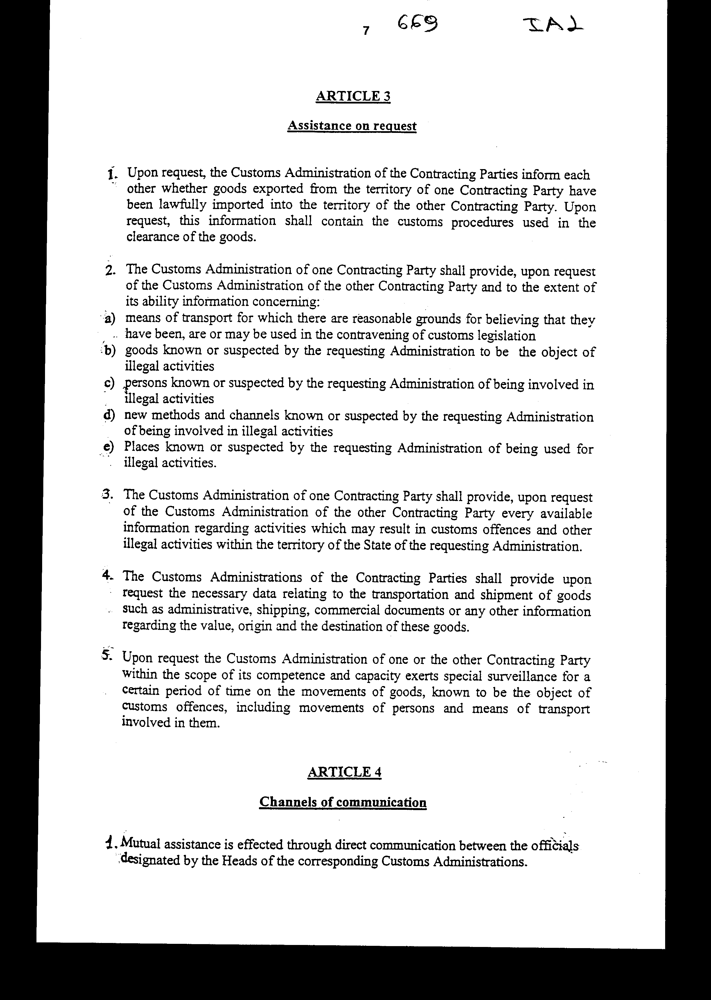 7 669 IA1
ARTICLE 3
Assistance on request
1. Upon request, the Customs Administration of the Contracting Parties inform each
other whether goods exported from the territory of one Contracting Party have
been lawfully imported into the territory of the other Contracting Party. Upon
request, this information shall contain the customs procedures used in the
clearance of the goods.
2. The Customs Administration of one Contracting Party shall provide, upon request
of the Customs Administration of the other Contracting Party and to the extent of
its ability information concerning:
a) means of transport for which there are reasonable grounds for believing that they
have been, are or may be used in the contravening of customs legislation
b) goods known or suspected by the requesting Administration to be the object of
illegal activities
c) persons known or suspected by the requesting Administration of being involved in
illegal activities
d) new methods and channels known or suspected by the requesting Administration
of being involved in illegal activities
e) Places known or suspected by the requesting Administration of being used for
illegal activities.
3. The Customs Administration of one Contracting Party shall provide, upon request
of the Customs Administration of the other Contracting Party every available
information regarding activities which may result in customs offences and other
illegal activities within the territory of the State of the requesting Administration.
4. The Customs Administrations of the Contracting Parties shall provide upon
request the necessary data relating to the transportation and shipment of goods
such as administrative, shipping, commercial documents or any other information
regarding the value, origin and the destination of these goods.
5. Upon request the Customs Administration of one or the other Contracting Party
within the scope of its competence and capacity exerts special surveillance for a
certain period of time on the movements of goods, known to be the object of
customs offences, including movements of persons and means of transport
involved in them.
ARTICLE 4
Channels of communication
1. Mutual assistance is effected through direct communication between the officials
designated by the Heads of the corresponding Customs Administrations.